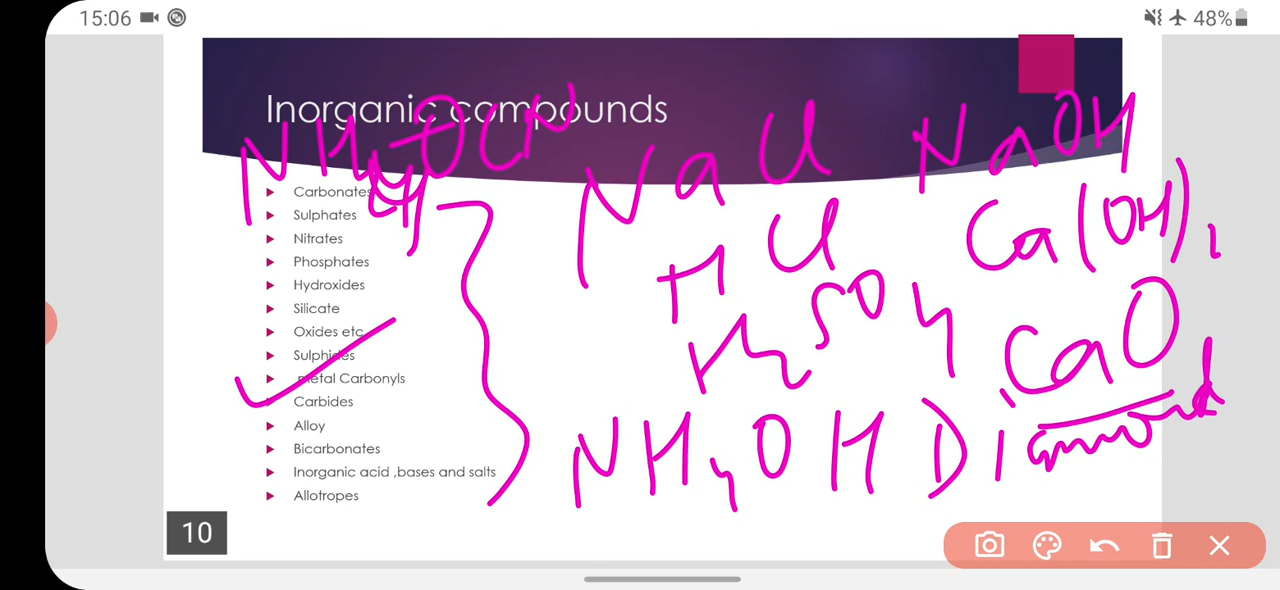 15:06 48%
Inorganic compounds
NH4OCN
NaCl NaOH
Carbonates
Sulphates
Nitrates
Phosphates
Hydroxides
Silicate
Oxides etc
Sulphides
metal Carbonyls
Carbides
Alloy
Bicarbonates
Inorganic acid ,bases and salts
Allotropes
HCl Ca(OH)2
H2SO4 CaO
NH4OH Diamond
10